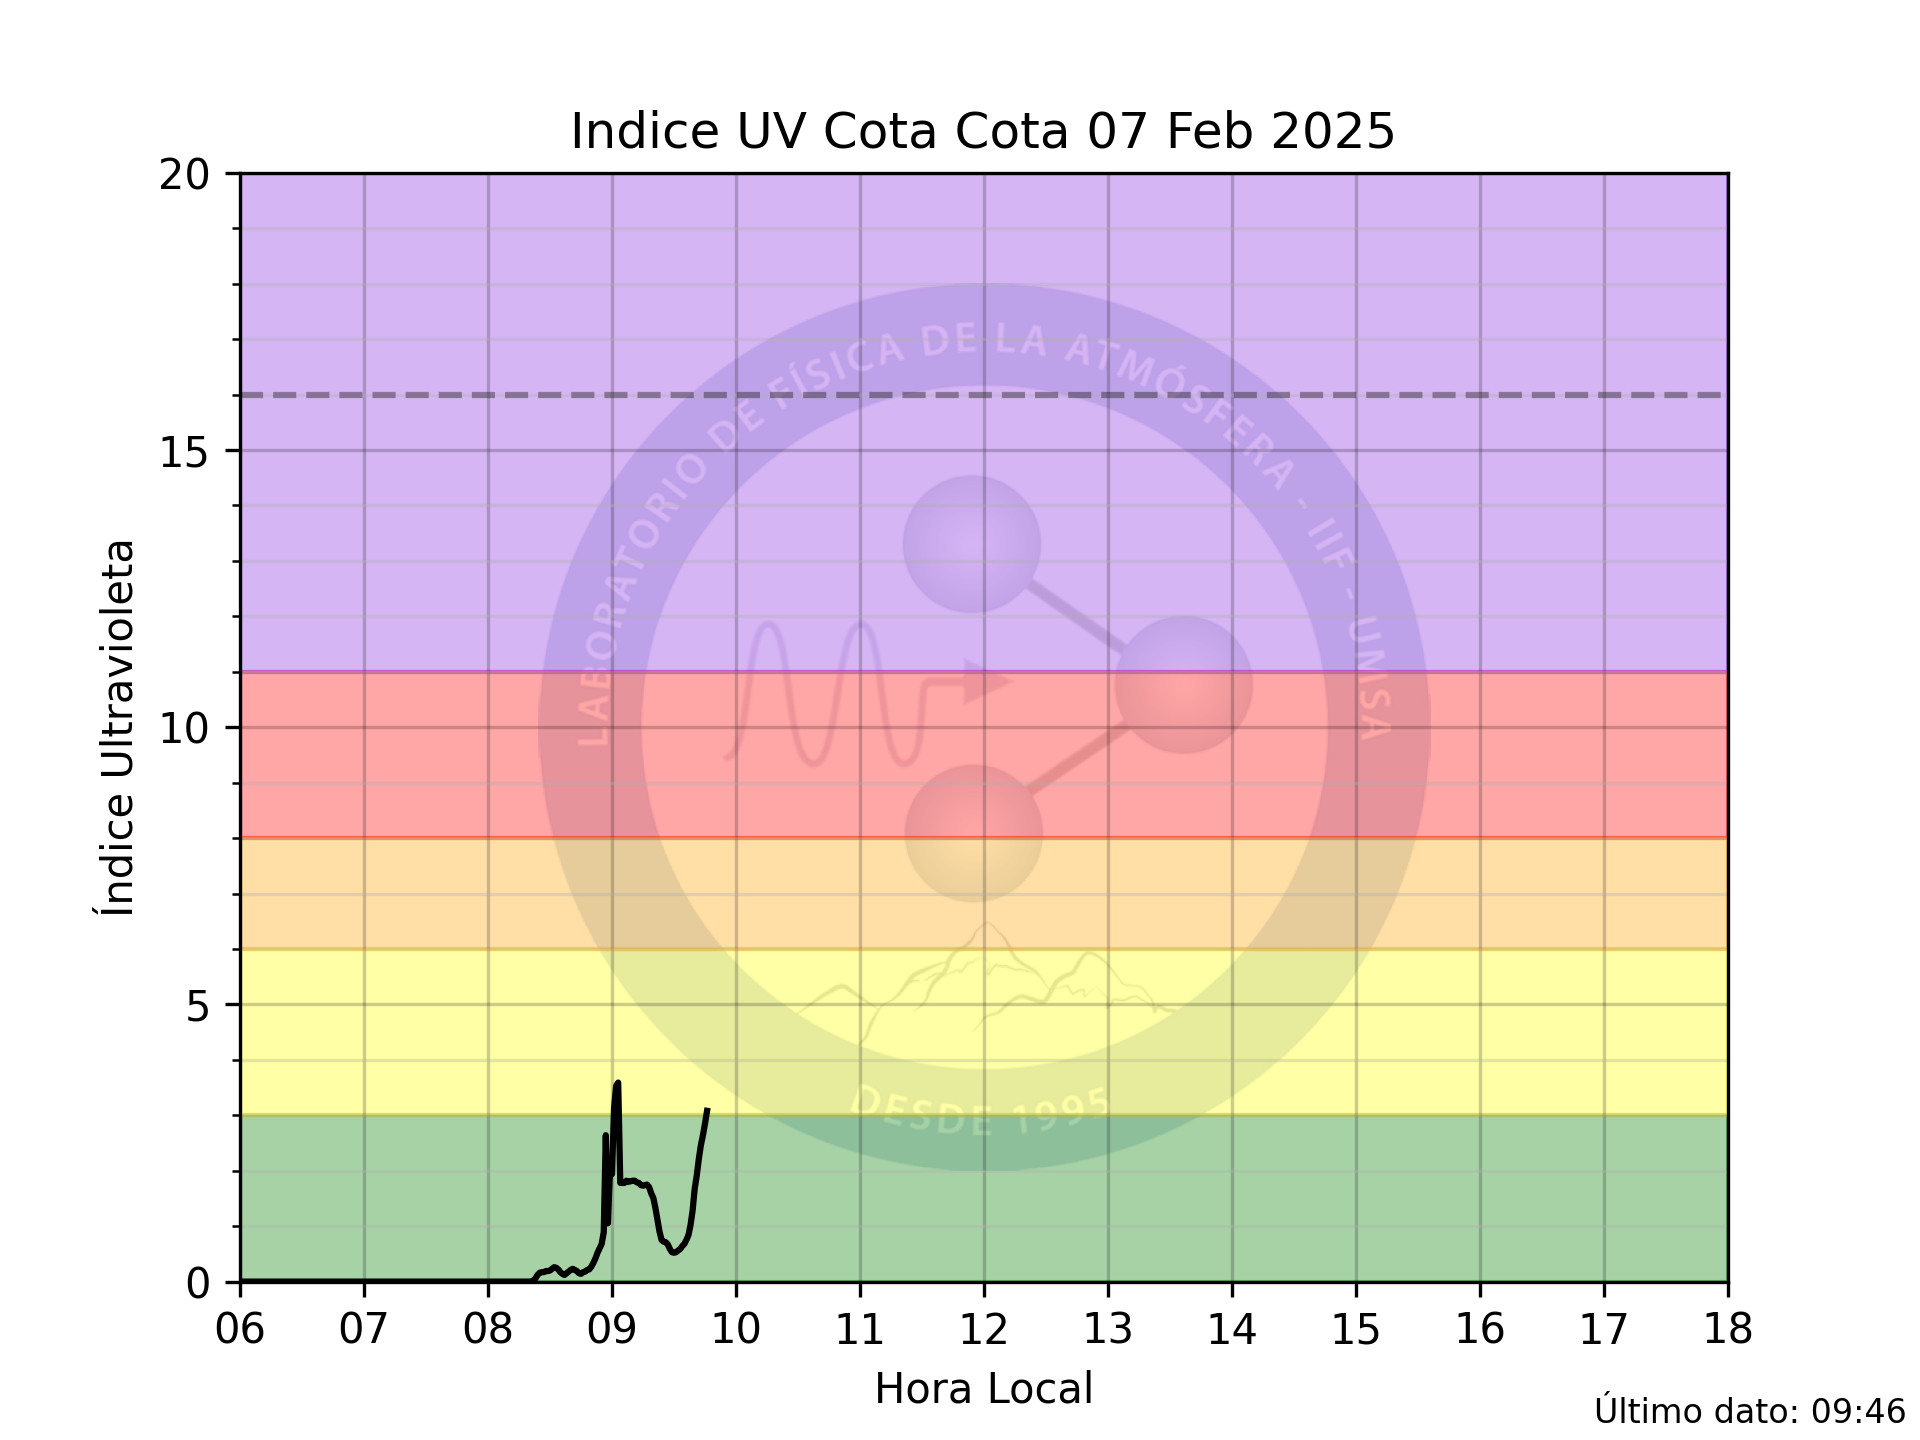 Indice UV Cota Cota 07 Feb 2025
20
15
10
5
0
Índice Ultravioleta
LABORATORIO DE FÍSICA DE LA ATMÓSFERA - IIF - UMSA
DESDE 1995
06 07 08 09 10 11 12 13 14 15 16 17 18
Hora Local
Último dato: 09:46